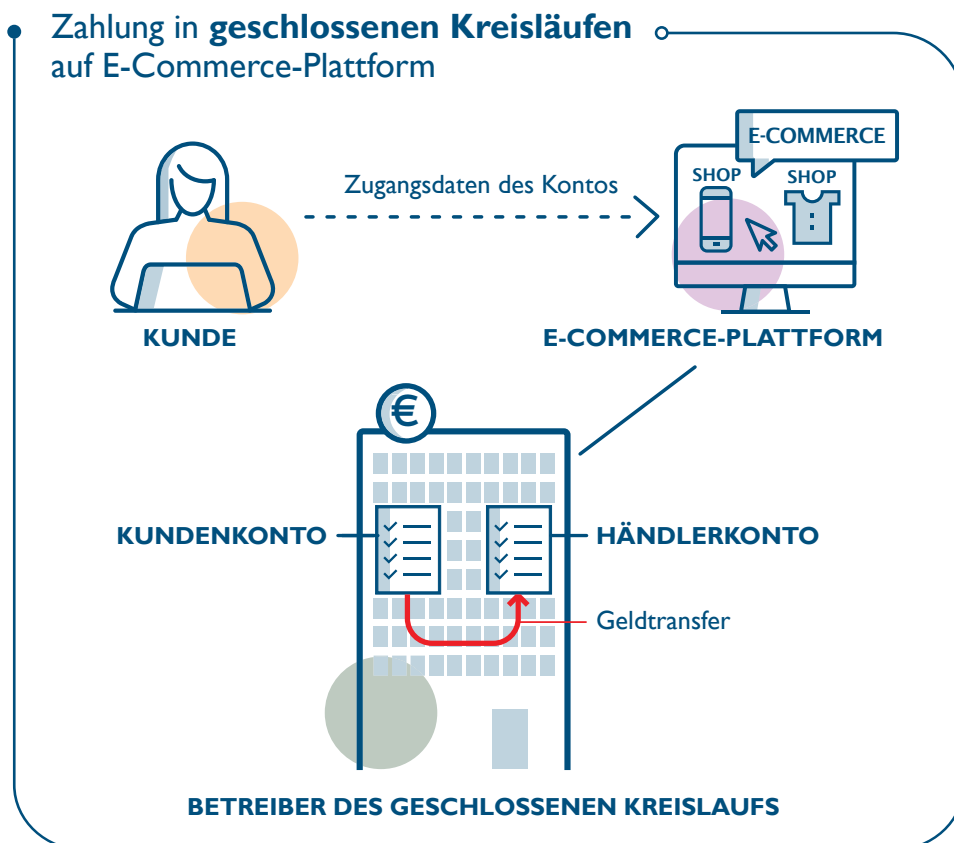 Zahlung in geschlossenen Kreisläufen
auf E-Commerce-Plattform
E-COMMERCE
SHOP
SHOP
Zugangsdaten des Kontos
KUNDE
E-COMMERCE-PLATTFORM
€
KUNDENKONTO
HÄNDLERKONTO
Geldtransfer
BETREIBER DES GESCHLOSSENEN KREISLAUFS